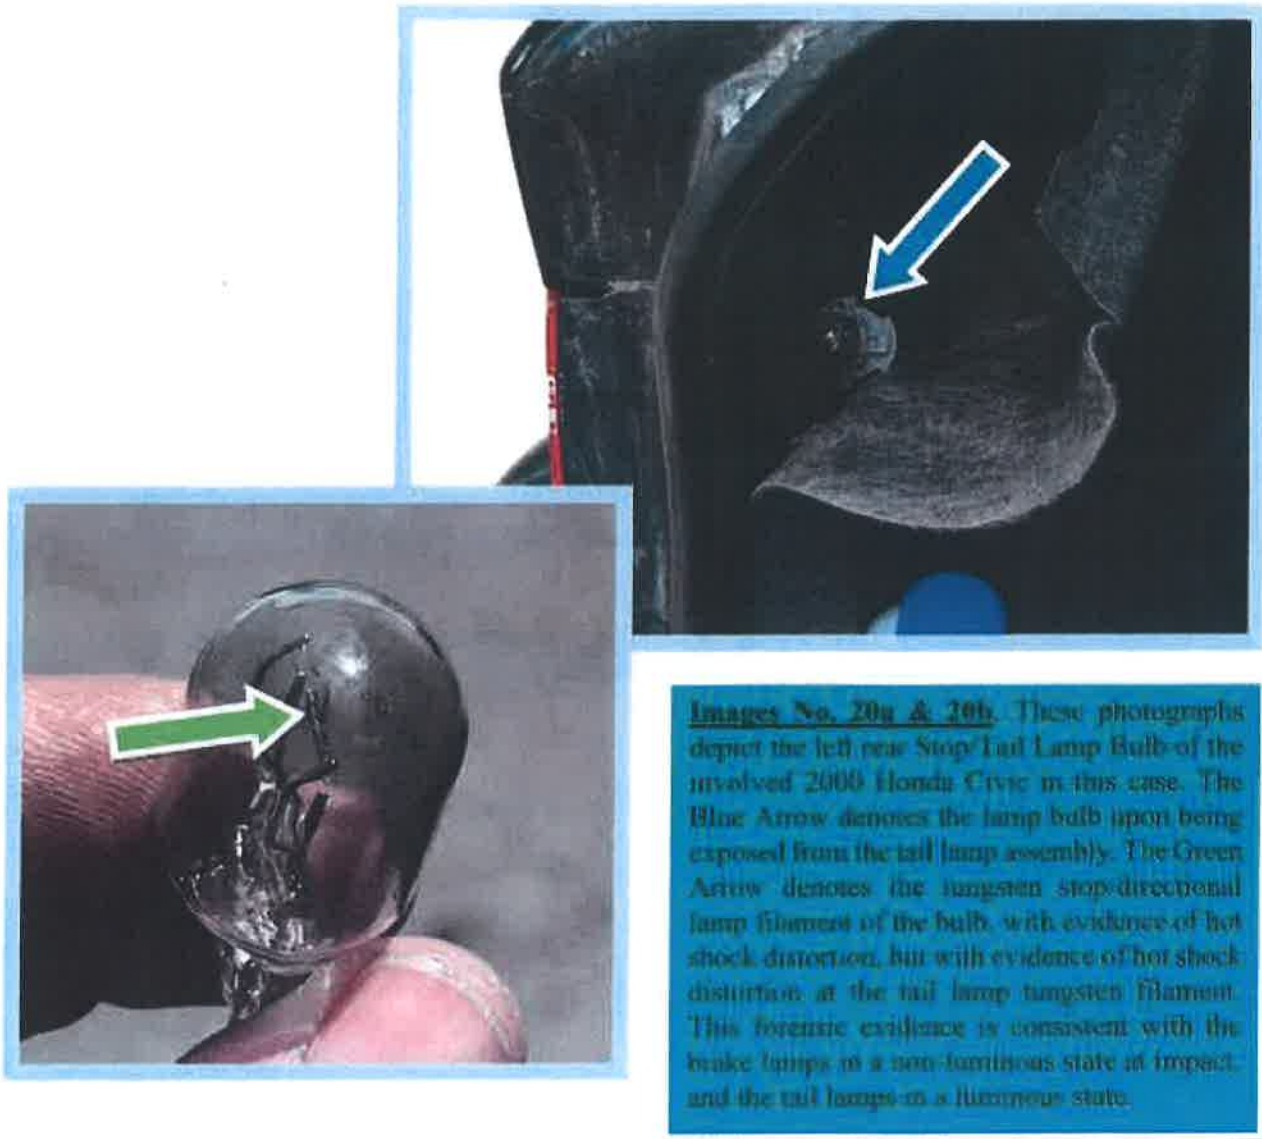 Images No. 20a & 20b. These photographs
depict the left rear Stop/Tail Lamp Bulb of the
involved 2000 Honda Civic in this case. The
Blue Arrow denotes the lamp bulb upon being
exposed from the tail lamp assembly. The Green
Arrow denotes the tungsten stop/directional
lamp filament of the bulb, with evidence of hot
shock distortion, but with evidence of hot shock
distortion at the tail lamp tungsten filament.
This forensic evidence is consistent with the
brake lamps in a non-luminous state at impact,
and the tail lamps in a luminous state.